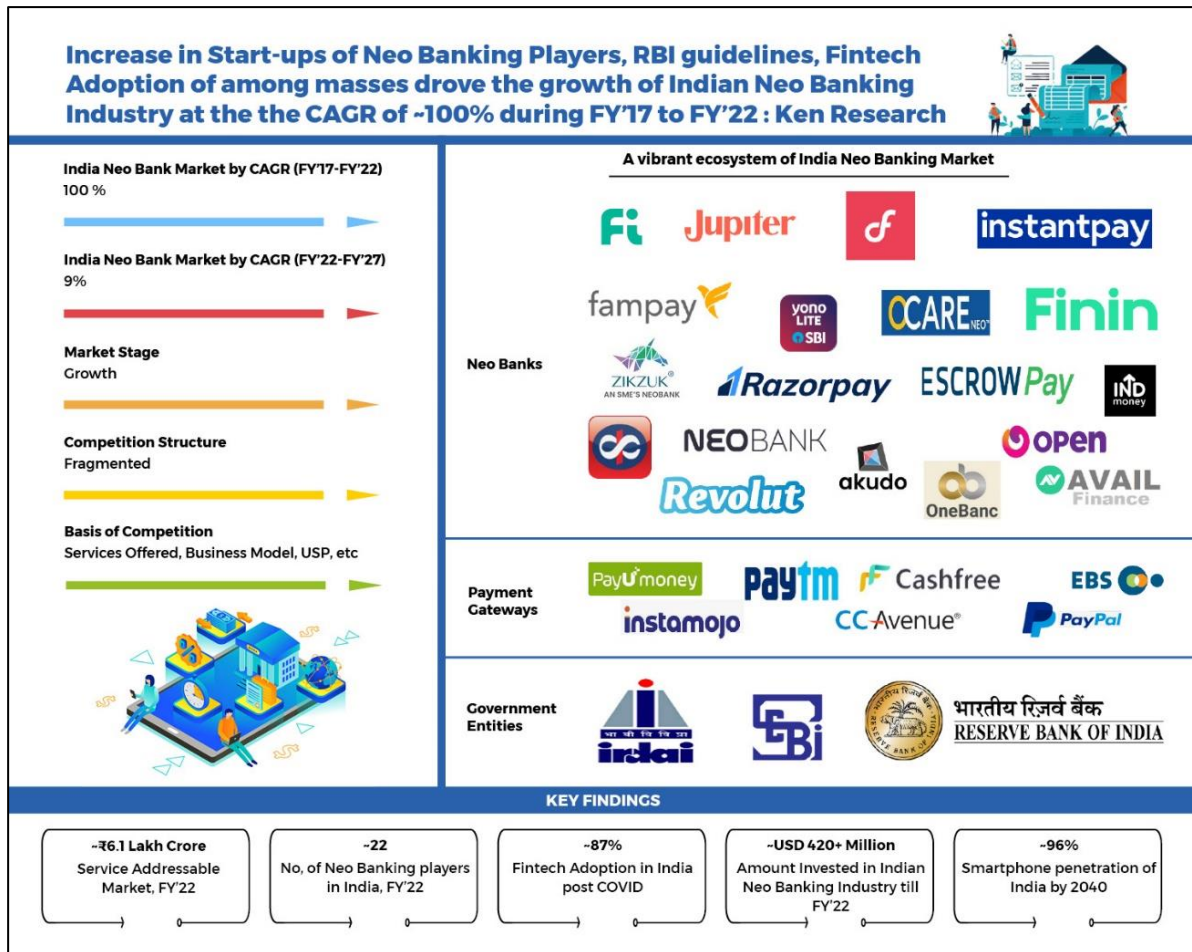 Increase in Start-ups of Neo Banking Players, RBI guidelines, Fintech
Adoption of among masses drove the growth of Indian Neo Banking
Industry at the the CAGR of ~100% during FY'17 to FY'22 : Ken Research
India Neo Bank Market by CAGR (FY'17-FY'22)
100 %
India Neo Bank Market by CAGR (FY'22-FY'27)
9%
Market Stage
Growth
Competition Structure
Fragmented
Basis of Competition
Services Offered, Business Model, USP, etc
A vibrant ecosystem of India Neo Banking Market
Neo Banks
Fi
Jupiter
instantpay
fampay
yono
LITE
SBI
OCARE NEO™
Finin
ZIKZUK®
AN SME'S NEOBANK
Razorpay
ESCROWPay
IND
money
NEOBANK
akudo
OPEN
Revolut
OneBanc
AVAIL
Finance
Payment
Gateways
PayUmoney
paytm
Cashfree
EBS
instamojo
CCAvenue®
PayPal
Government
Entities
भा बी वि वि प्रा
irdai
SEBI
भारतीय रिज़र्व बैंक
RESERVE BANK OF INDIA
KEY FINDINGS
~₹6.1 Lakh Crore
Service Addressable
Market, FY'22
~22
No, of Neo Banking players
in India, FY'22
~87%
Fintech Adoption in India
post COVID
~USD 420+ Million
Amount Invested in Indian
Neo Banking Industry till
FY'22
~96%
Smartphone penetration of
India by 2040